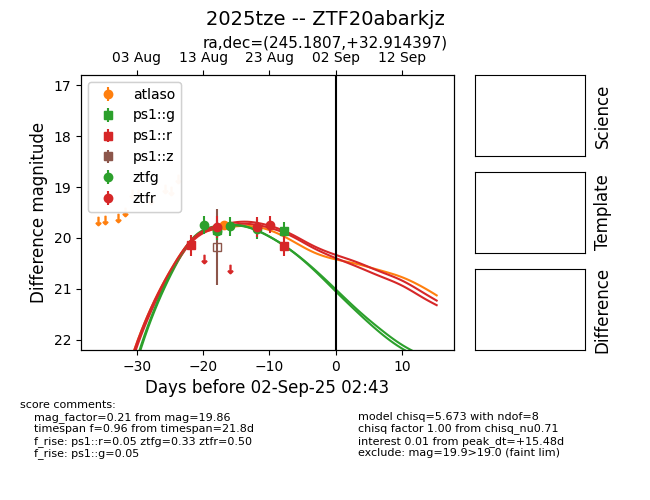 2025tze -- ZTF20abarkjz
ra,dec=(245.1807,+32.914397)
03 Aug 13 Aug 23 Aug 02 Sep 12 Sep
17
18
19
20
21
22
Difference magnitude
atlaso
ps1::g
ps1::r
ps1::z
ztfg
ztfr
−30 −20 −10 0 10
Days before 02-Sep-25 02:43
Science
Template
Difference
score comments:
mag_factor=0.21 from mag=19.86
timespan f=0.96 from timespan=21.8d
f_rise: ps1::r=0.05 ztfg=0.33 ztfr=0.50
f_rise: ps1::g=0.05
model chisq=5.673 with ndof=8
chisq factor 1.00 from chisq_nu0.71
interest 0.01 from peak_dt=+15.48d
exclude: mag=19.9>19.0 (faint lim)